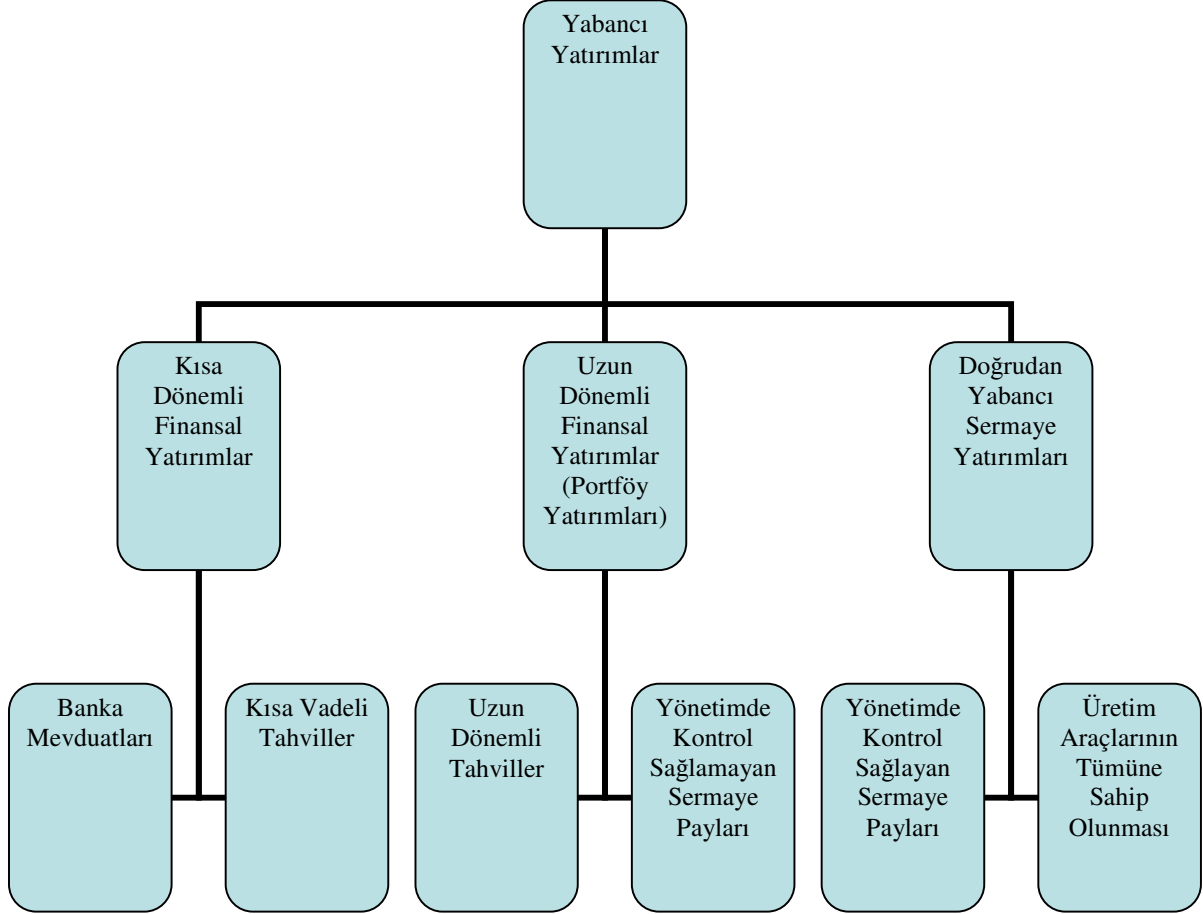 Yabancı
Yatırımlar
Kısa
Dönemli
Finansal
Yatırımlar
Uzun
Dönemli
Finansal
Yatırımlar
(Portföy
Yatırımları)
Doğrudan
Yabancı
Sermaye
Yatırımları
Banka
Mevduatları
Kısa Vadeli
Tahviller
Uzun
Dönemli
Tahviller
Yönetimde
Kontrol
Sağlamayan
Sermaye
Payları
Yönetimde
Kontrol
Sağlayan
Sermaye
Payları
Üretim
Araçlarının
Tümüne
Sahip
Olunması